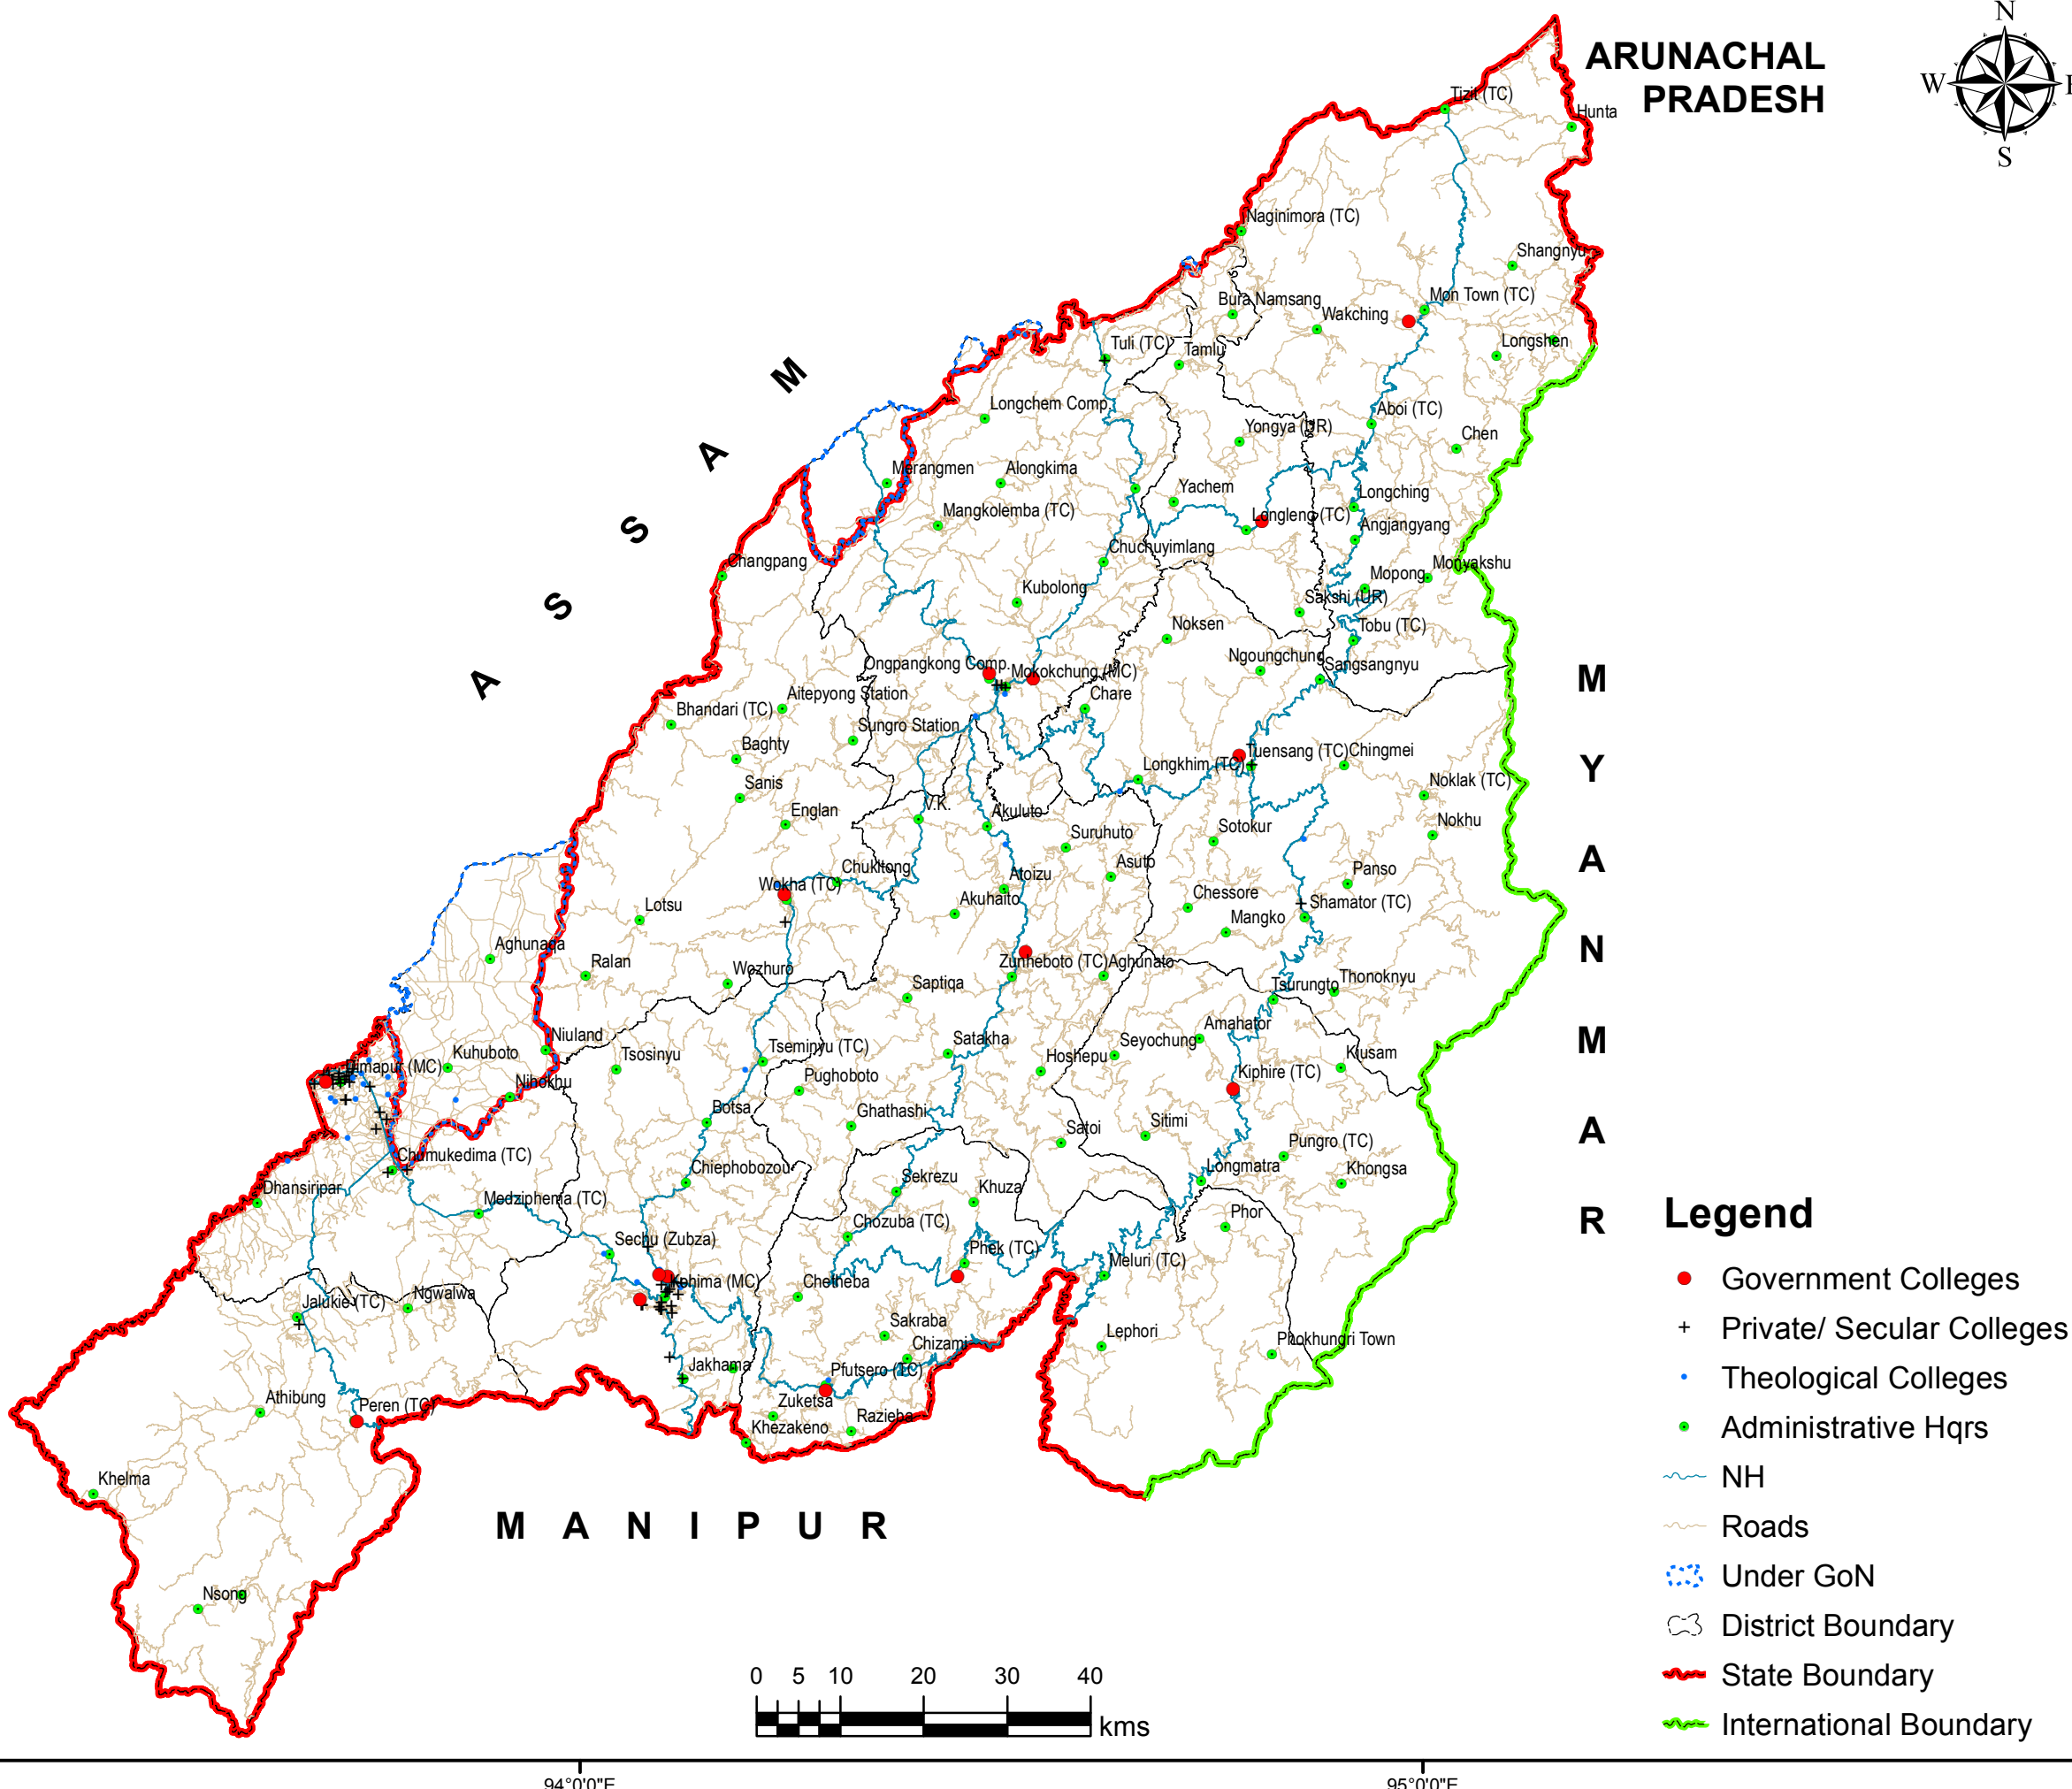 ARUNACHAL
PRADESH
N
W
S
Tizit (TC)
Hunta
Naginimora (TC)
Shangnyu
Bura Namsang
Mon Town (TC)
Wakching
Tuli (TC)
Tamlu
Longshen
Longchem Comp.
Aboi (TC)
Yongya (UR)
Chen
Merangmen
Alongkima
Yachem
Longching
Mangkolemba (TC)
Longleng (TC)
Angjangyang
Changpang
Chuchuyimlang
Monyakshu
Mopong
Kubolong
Sakshi (UR)
Noksen
Tobu (TC)
Ongpangkong Comp.
Mokokchung (MC)
Ngoungchung
Sangsangnyu
Aitepyong Station
Chare
Bhandari (TC)
Sungro Station
Baghty
Tuensang (TC)
Chingmei
Longkhim (TC)
Sanis
Noklak (TC)
Englan
V.K.
Akuluto
Suruhuto
Sotokur
Nokhu
Chukitong
Atoizu
Asuto
Panso
Wokha (TC)
Akuhaito
Chessore
Shamator (TC)
Lotsu
Mangko
Aghunaqa
Ralan
Wozhuro
Zunheboto (TC)
Aghunato
Saptiqa
Tsurungto
Thonoknyu
Niuland
Tsosinyu
Tseminyu (TC)
Satakha
Hoshepu
Seyochung
Amahator
Kiusam
Dimapur (MC)
Kuhuboto
Nihokhu
Pughoboto
Kiphire (TC)
Botsa
Ghathashi
Satoi
Sitimi
Pungro (TC)
Chumukedima (TC)
Chiephobozou
Sekrezu
Khuza
Longmatra
Khongsa
Dhansiripar
Medziphema (TC)
Chozuba (TC)
Phor
Sechu (Zubza)
Phek (TC)
Meluri (TC)
Kohima (MC)
Chetheba
Jalukie (TC)
Ngwalwa
Sakraba
Lephori
Phokhungri Town
Jakhama
Chizami
Pfutsero (TC)
Athibung
Peren (TC)
Zuketsa
Razieba
Khezakeno
Khelma
Nsong
A S S A M
M Y A N M A R
M A N I P U R
Legend
Government Colleges
Private/ Secular Colleges
Theological Colleges
Administrative Hqrs
NH
Roads
Under GoN
District Boundary
State Boundary
International Boundary
0 5 10 20 30 40
kms
94°0'0"E 95°0'0"E